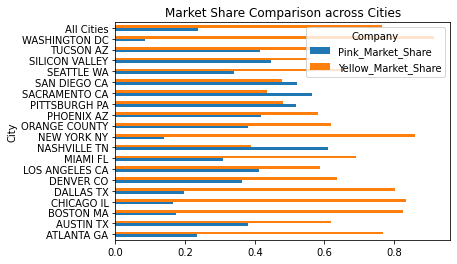 Market Share Comparison across Cities
Company
Pink_Market_Share
Yellow_Market_Share
City
All Cities
WASHINGTON DC
TUCSON AZ
SILICON VALLEY
SEATTLE WA
SAN DIEGO CA
SACRAMENTO CA
PITTSBURGH PA
PHOENIX AZ
ORANGE COUNTY
NEW YORK NY
NASHVILLE TN
MIAMI FL
LOS ANGELES CA
DENVER CO
DALLAS TX
CHICAGO IL
BOSTON MA
AUSTIN TX
ATLANTA GA
0.0 0.2 0.4 0.6 0.8